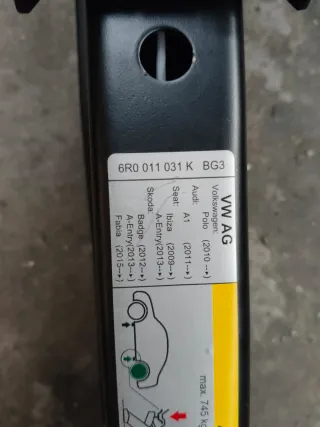 6R0 011 031 K BG3
VW AG
Volkswagen:
Polo (2010→)
Audi:
A1 (2011→)
Seat:
Ibiza (2009→)
A-Entry(2013→)
Skoda:
Badge (2012→)
A-Entry(2013→)
Fabia (2015→)
max. 745 kg